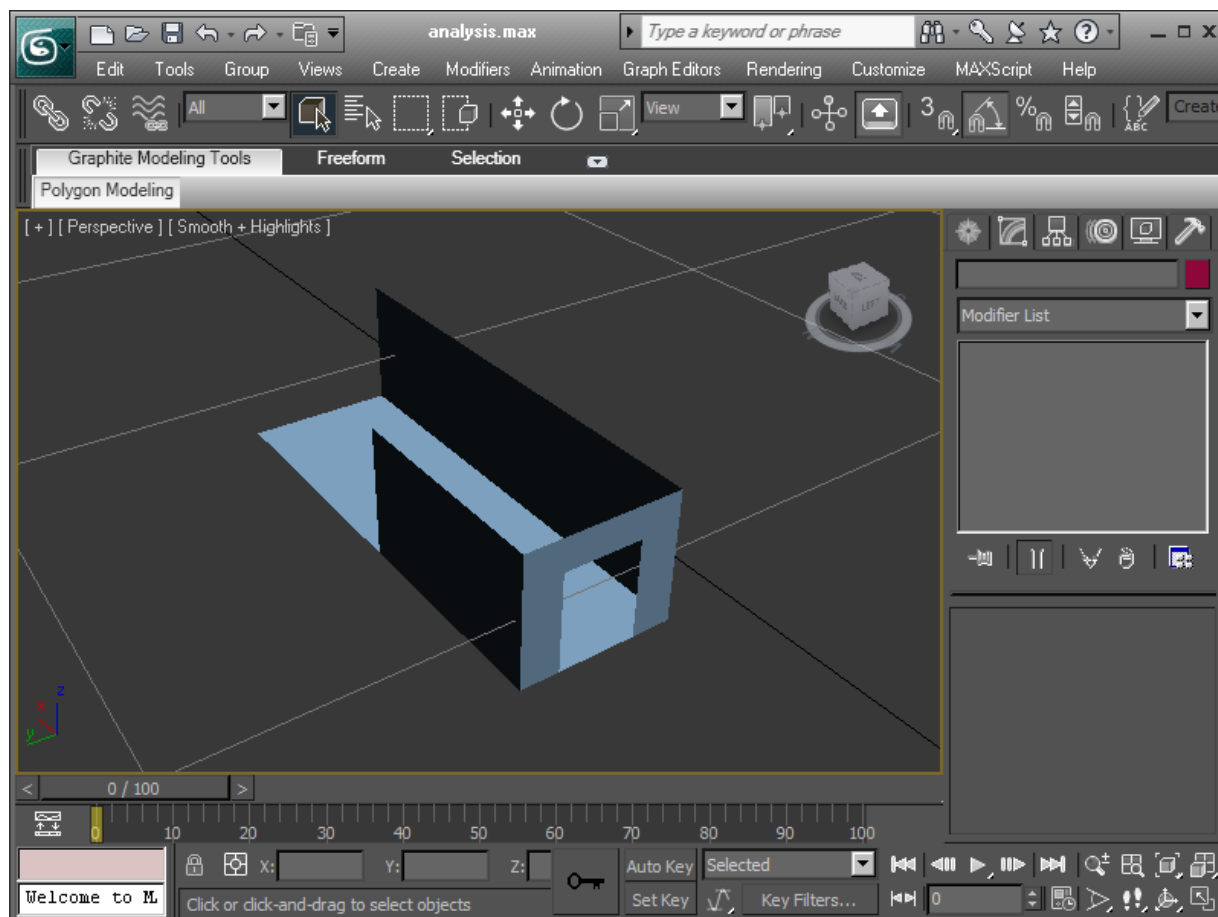 analysis.max
Type a keyword or phrase
Edit Tools Group Views Create Modifiers Animation Graph Editors Rendering Customize MAXScript Help
All
View
3
%
ABC
Create
Graphite Modeling Tools Freeform Selection
Polygon Modeling
[ + ] [ Perspective ] [ Smooth + Highlights ]
LEFT
Modifier List
z
x
y
< 0 / 100 >
0 10 20 30 40 50 60 70 80 90 100
X: Y: Z:
Auto Key Selected
Welcome to M
Click or click-and-drag to select objects
Set Key Key Filters...
0